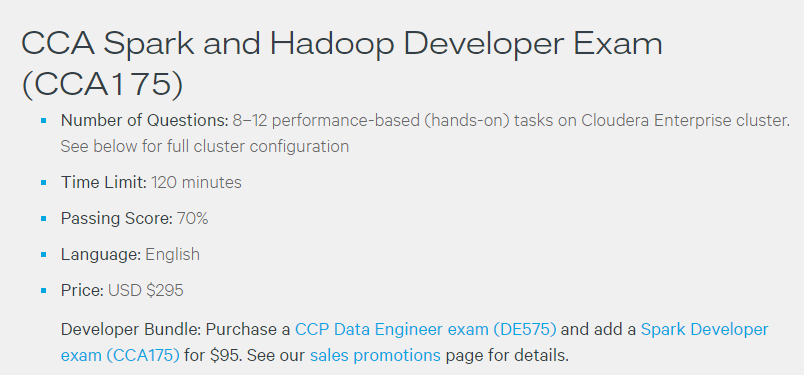 CCA Spark and Hadoop Developer Exam
(CCA175)
Number of Questions: 8–12 performance-based (hands-on) tasks on Cloudera Enterprise cluster.
See below for full cluster configuration
Time Limit: 120 minutes
Passing Score: 70%
Language: English
Price: USD $295
Developer Bundle: Purchase a CCP Data Engineer exam (DE575) and add a Spark Developer
exam (CCA175) for $95. See our sales promotions page for details.